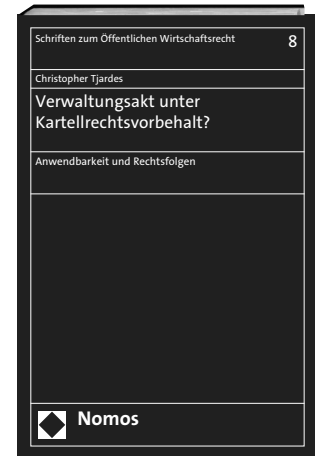 Schriften zum Öffentlichen Wirtschaftsrecht 8
Christopher Tjardes
Verwaltungsakt unter
Kartellrechtsvorbehalt?
Anwendbarkeit und Rechtsfolgen
Nomos